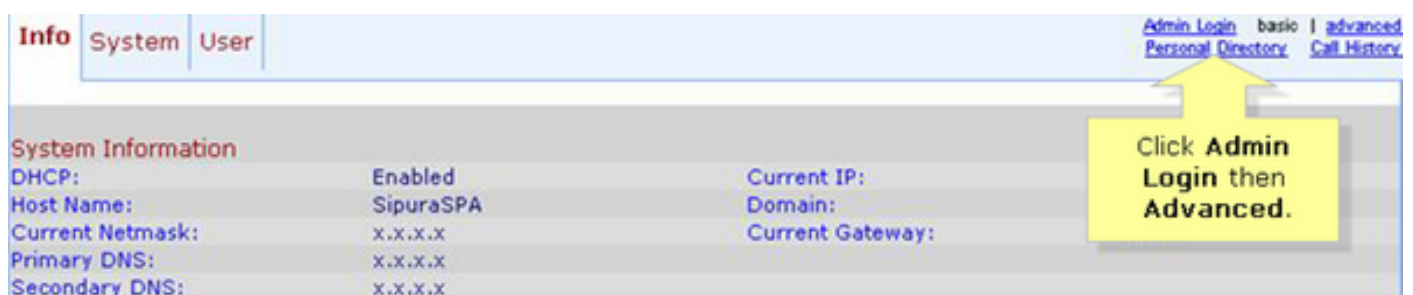 Info System User
Admin Login basic | advanced
Personal Directory Call History
Click Admin
Login then
Advanced.
System Information
DHCP: Enabled Current IP:
Host Name: SipuraSPA Domain:
Current Netmask: x.x.x.x Current Gateway:
Primary DNS: x.x.x.x
Secondary DNS: x.x.x.x